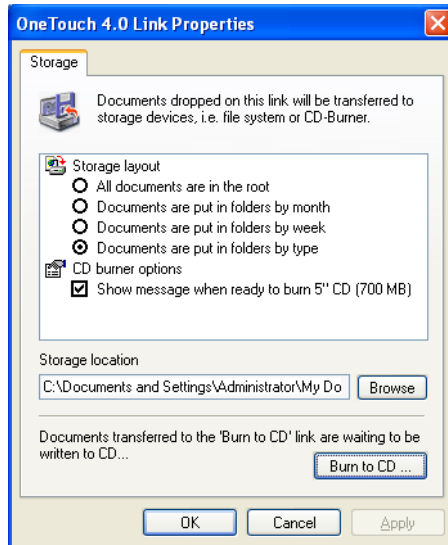 OneTouch 4.0 Link Properties
Storage
Documents dropped on this link will be transferred to
storage devices, i.e. file system or CD-Burner.
Storage layout
All documents are in the root
Documents are put in folders by month
Documents are put in folders by week
Documents are put in folders by type
CD burner options
Show message when ready to burn 5" CD (700 MB)
Storage location
C:\Documents and Settings\Administrator\My Do
Browse
Documents transferred to the 'Burn to CD' link are waiting to be
written to CD...
Burn to CD ...
OK
Cancel
Apply